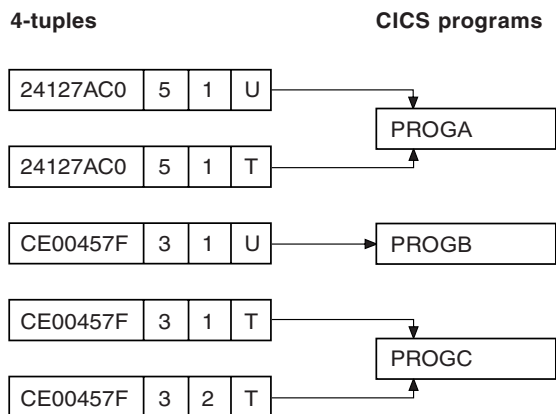 4-tuples CICS programs
24127AC0 5 1 U
PROGA
24127AC0 5 1 T
CE00457F 3 1 U PROGB
CE00457F 3 1 T
PROGC
CE00457F 3 2 T